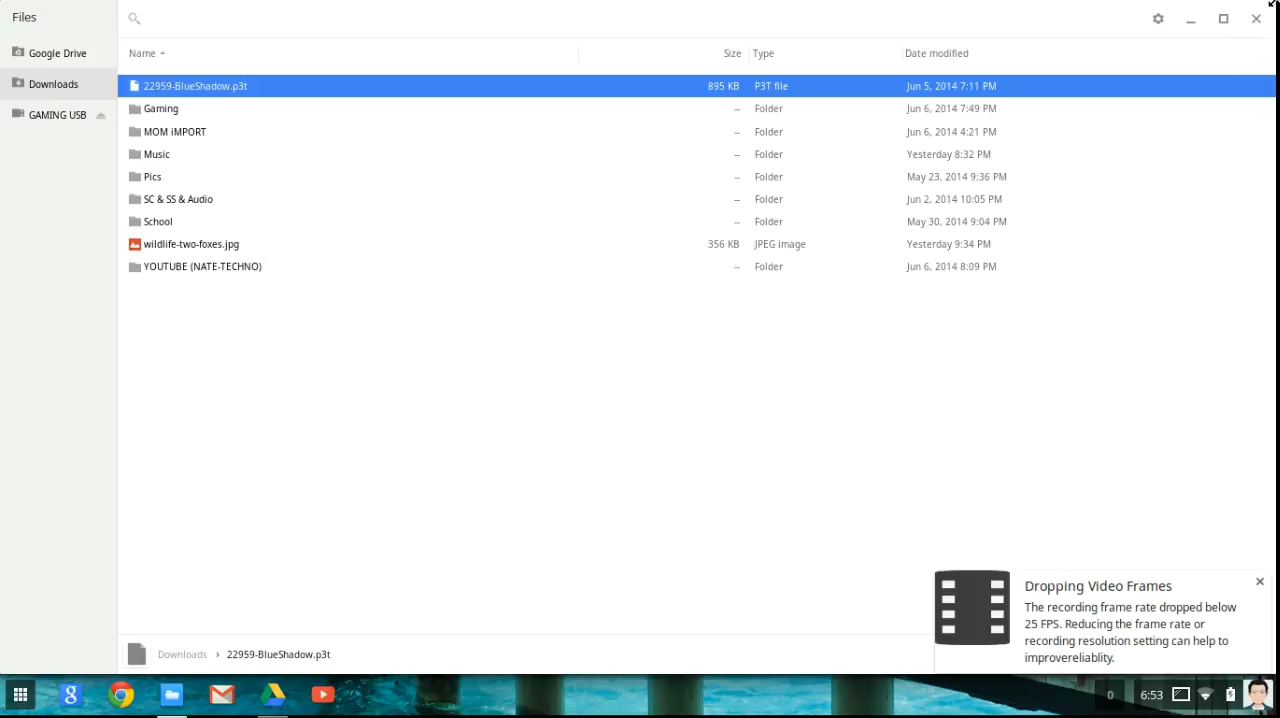 Files
Google Drive
Downloads
GAMING USB
Name Size Type Date modified
22959-BlueShadow.p3t 895 KB P3T file Jun 5, 2014 7:11 PM
Gaming -- Folder Jun 6, 2014 7:49 PM
MOM iMPORT -- Folder Jun 6, 2014 4:21 PM
Music -- Folder Yesterday 8:32 PM
Pics -- Folder May 23, 2014 9:36 PM
SC & SS & Audio -- Folder Jun 2, 2014 10:05 PM
School -- Folder May 30, 2014 9:04 PM
wildlife-two-foxes.jpg 356 KB JPEG image Yesterday 9:34 PM
YOUTUBE (NATE-TECHNO) -- Folder Jun 6, 2014 8:09 PM
Dropping Video Frames
The recording frame rate dropped below
25 FPS. Reducing the frame rate or
recording resolution setting can help to
improvereliablity.
Downloads › 22959-BlueShadow.p3t
8 0 6:53